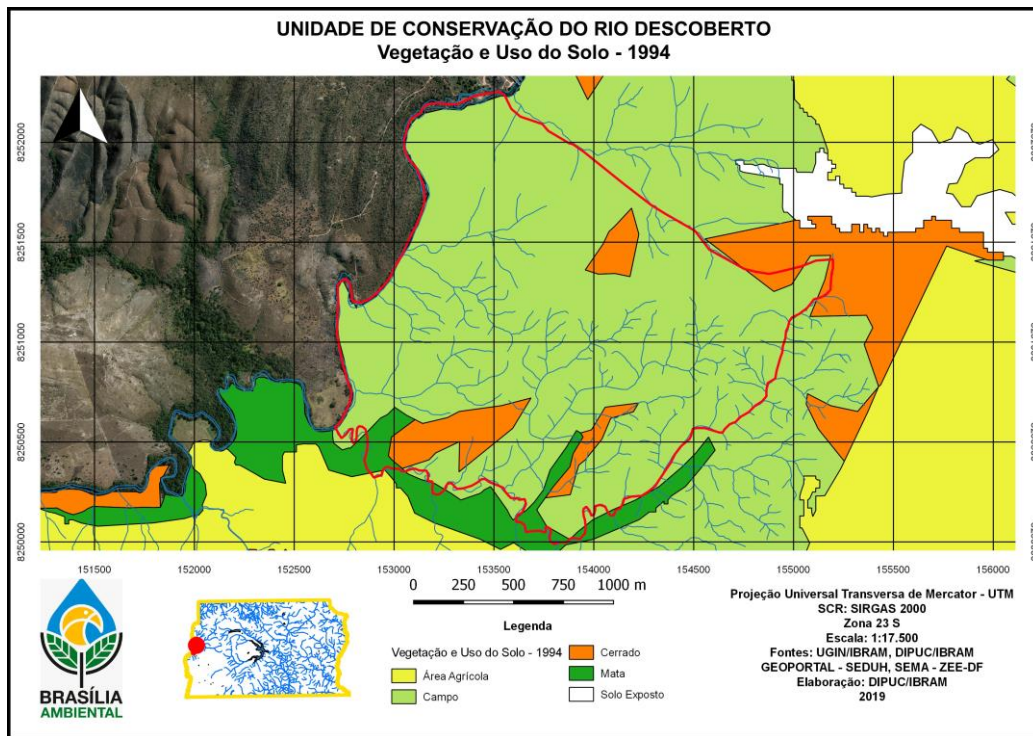 UNIDADE DE CONSERVAÇÃO DO RIO DESCOBERTO
Vegetação e Uso do Solo - 1994
8252000
8251500
8251000
8250500
8250000
151500
152000
152500
153000
153500
154000
154500
155000
155500
156000
0 250 500 750 1000 m
Legenda
Vegetação e Uso do Solo - 1994
Área Agrícola
Campo
Cerrado
Mata
Solo Exposto
BRASÍLIA
AMBIENTAL
Projeção Universal Transversa de Mercator - UTM
SCR: SIRGAS 2000
Zona 23 S
Escala: 1:17.500
Fontes: UGIN/IBRAM, DIPUC/IBRAM
GEOPORTAL - SEDUH, SEMA - ZEE-DF
Elaboração: DIPUC/IBRAM
2019